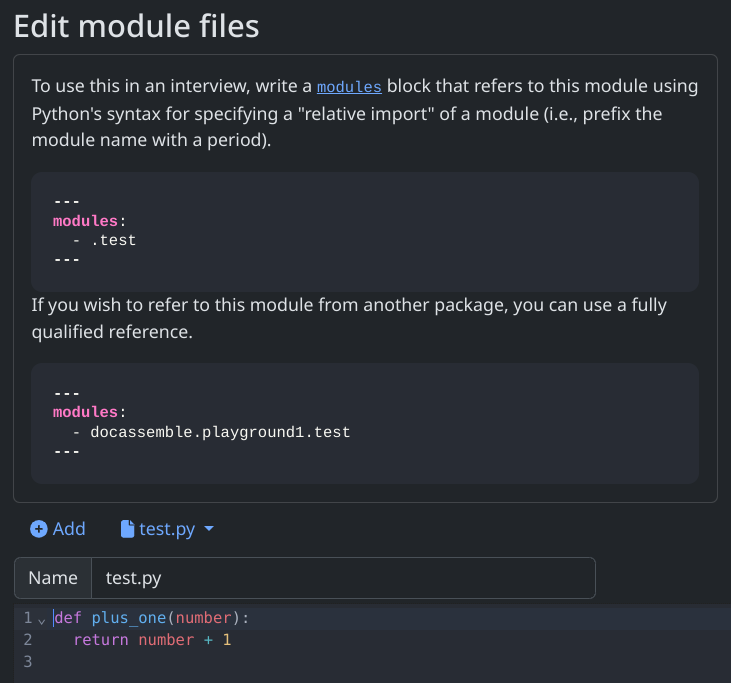 Edit module files
To use this in an interview, write a modules block that refers to this module using
Python's syntax for specifying a "relative import" of a module (i.e., prefix the
module name with a period).
---
modules:
  - .test
---
If you wish to refer to this module from another package, you can use a fully
qualified reference.
---
modules:
  - docassemble.playground1.test
---
Add test.py
Name test.py
1 def plus_one(number):
2   return number + 1
3